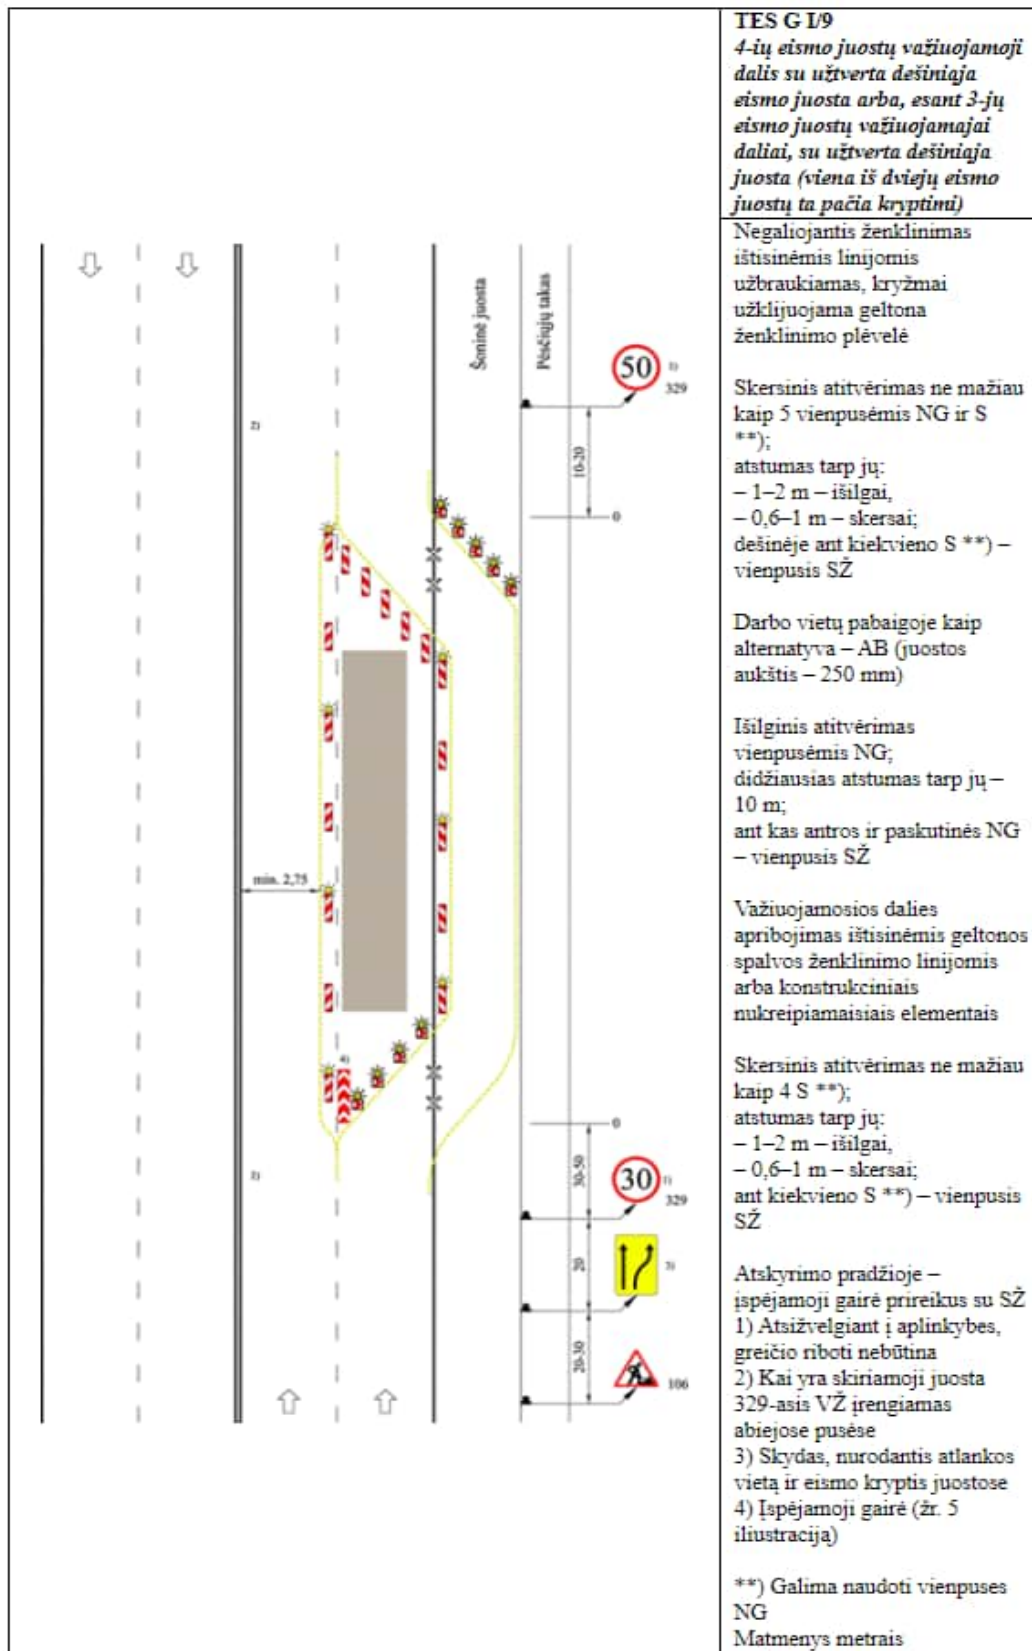 TES G I/9
4-ių eismo juostų važiuojamoji
dalis su užtverta dešiniąja
eismo juosta arba, esant 3-jų
eismo juostų važiuojamajai
daliai, su užtverta dešiniąja
juosta (viena iš dviejų eismo
juostų ta pačia kryptimi)
Negaliojantis ženklinimas
ištisinėmis linijomis
užbraukiamas, kryžmai
užklijuojama geltona
ženklinimo plėvelė
Skersinis atitvėrimas ne mažiau
kaip 5 vienpusėmis NG ir S
**);
atstumas tarp jų:
– 1–2 m – išilgai,
– 0,6–1 m – skersai;
dešinėje ant kiekvieno S **) –
vienpusis SŽ
Darbo vietų pabaigoje kaip
alternatyva – AB (juostos
aukštis – 250 mm)
Išilginis atitvėrimas
vienpusėmis NG;
didžiausias atstumas tarp jų –
10 m;
ant kas antros ir paskutinės NG
– vienpusis SŽ
Važiuojamosios dalies
apribojimas ištisinėmis geltonos
spalvos ženklinimo linijomis
arba konstrukciniais
nukreipiamaisiais elementais
Skersinis atitvėrimas ne mažiau
kaip 4 S **);
atstumas tarp jų:
– 1–2 m – išilgai,
– 0,6–1 m – skersai;
ant kiekvieno S **) – vienpusis
SŽ
Atskyrimo pradžioje –
įspėjamoji gairė prireikus su SŽ
1) Atsižvelgiant į aplinkybes,
greičio riboti nebūtina
2) Kai yra skiriamoji juosta
329-asis VŽ įrengiamas
abiejose pusėse
3) Skydas, nurodantis atlankos
vietą ir eismo kryptis juostose
4) Įspėjamoji gairė (žr. 5
iliustraciją)
**) Galima naudoti vienpuses
NG
Matmenys metrais
Šoninė juosta
Pėsčiųjų takas
50 1)
329
2)
10-20
0
min. 2,75
4)
0
30-50
2)
30 1)
329
20
3)
20-30
106